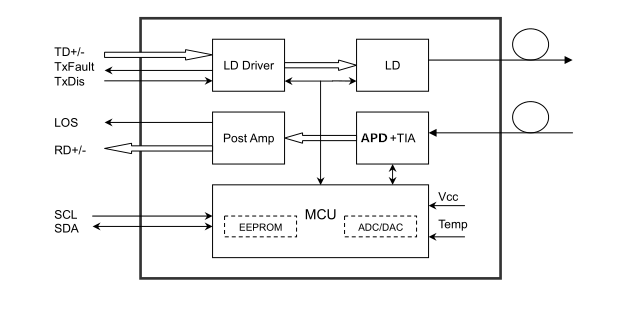 TD+/-
TxFault
TxDis
LD Driver
LD
LOS
RD+/-
Post Amp
APD +TIA
SCL
SDA
MCU
EEPROM
ADC/DAC
Vcc
Temp